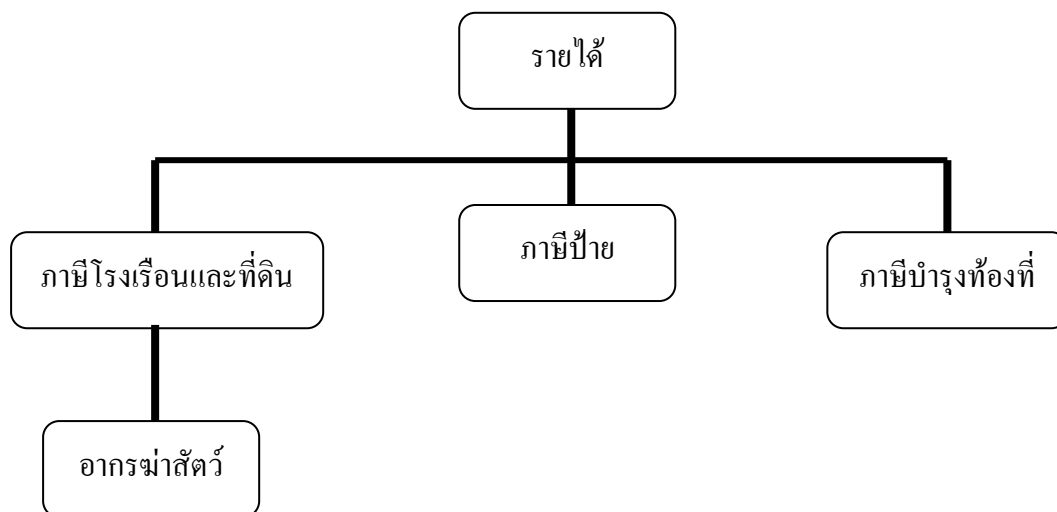 รายได้
ภาษีโรงเรือนและที่ดิน
ภาษีป้าย
ภาษีบำรุงท้องที่
อากรฆ่าสัตว์